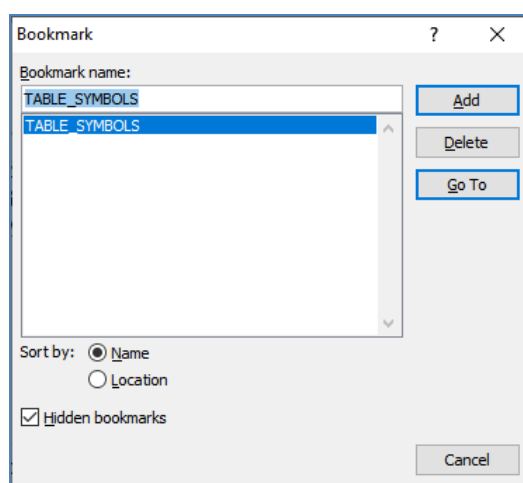 Bookmark ?
Bookmark name:
TABLE_SYMBOLS
TABLE_SYMBOLS
Add
Delete
Go To
Sort by: Name
Location
Hidden bookmarks
Cancel